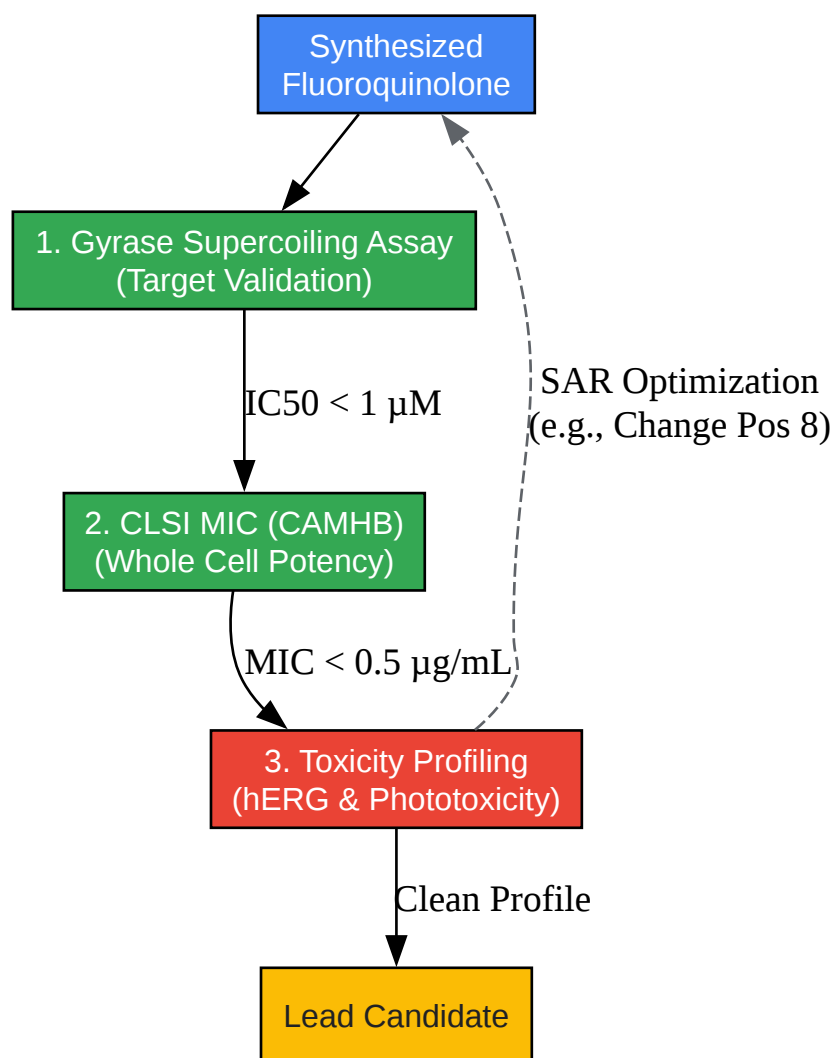 Synthesized
Fluoroquinolone
1. Gyrase Supercoiling Assay
(Target Validation)
IC50 < 1 µM
SAR Optimization
(e.g., Change Pos 8)
2. CLSI MIC (CAMHB)
(Whole Cell Potency)
MIC < 0.5 µg/mL
3. Toxicity Profiling
(hERG & Phototoxicity)
Clean Profile
Lead Candidate